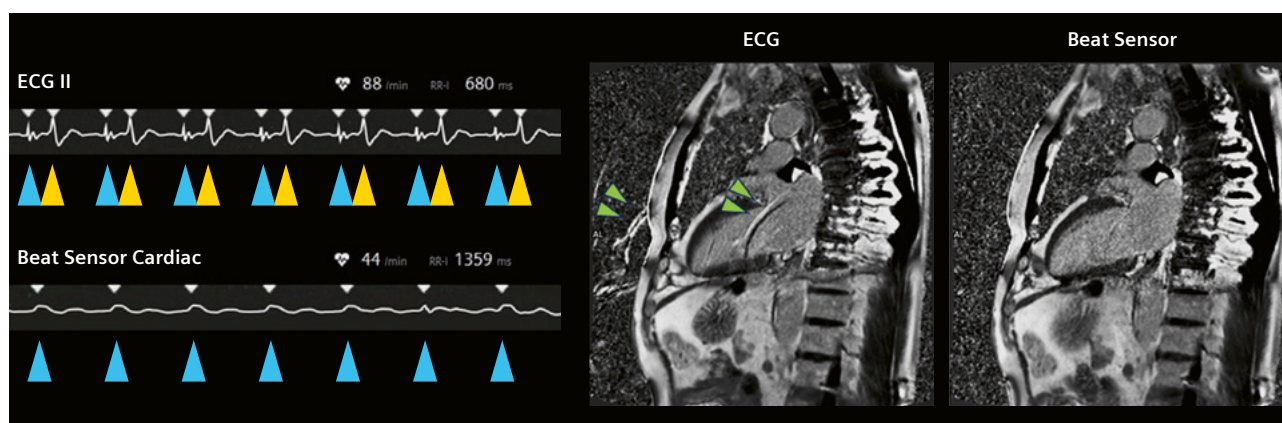 ECG
Beat Sensor
ECG II
88 /min RR-I 680 ms
Beat Sensor Cardiac
44 /min RR-I 1359 ms
AL
AL